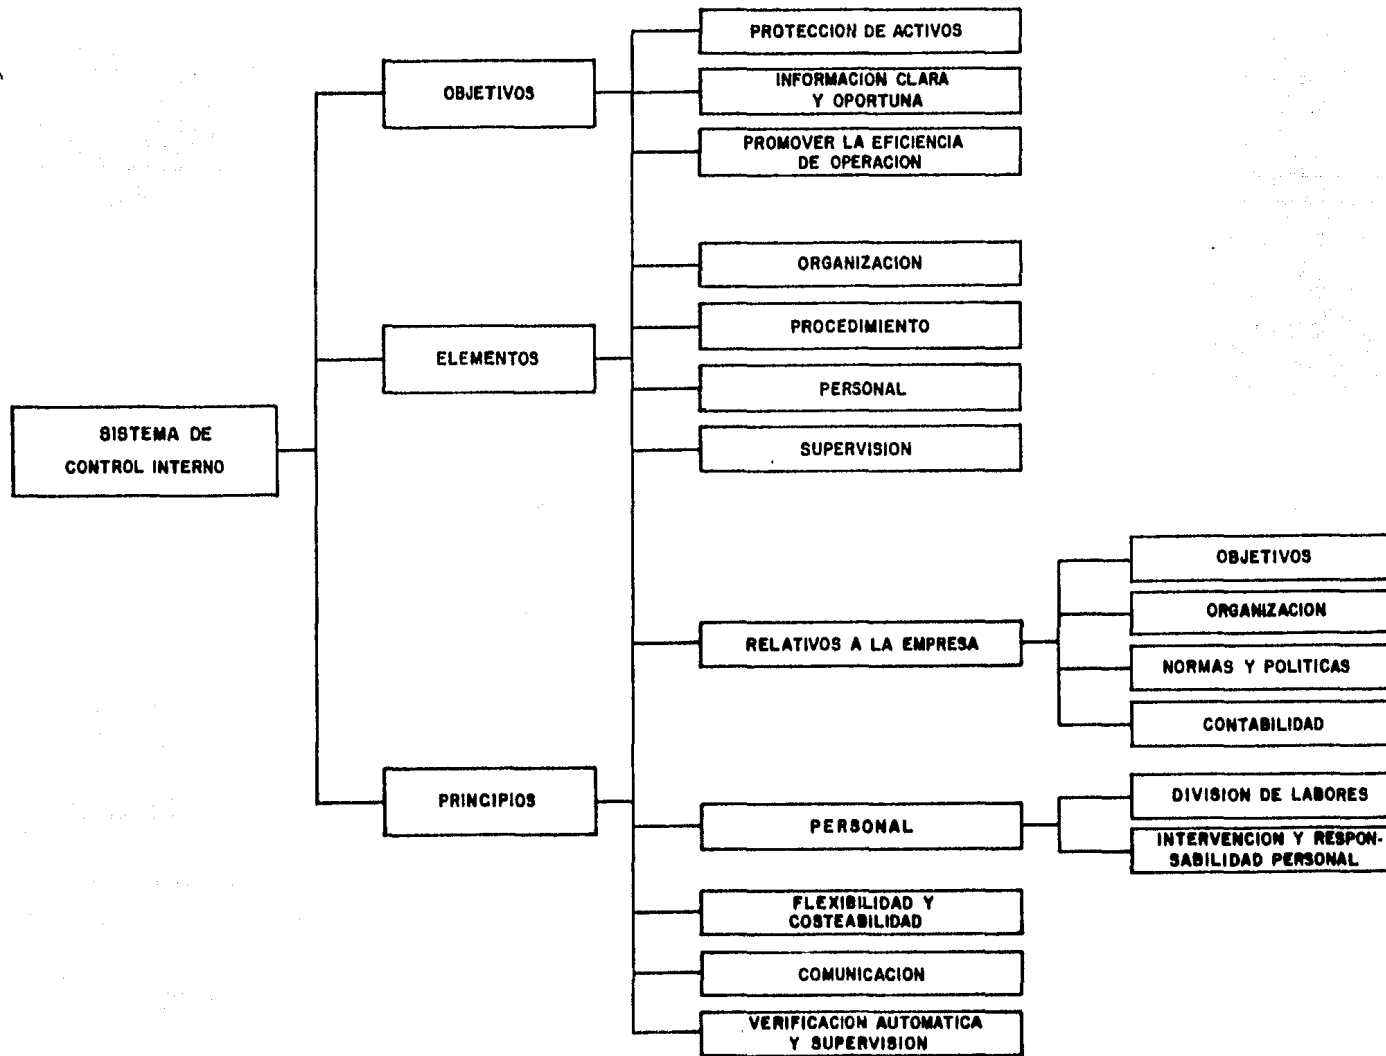 PROTECCION DE ACTIVOS
OBJETIVOS
INFORMACION CLARA
Y OPORTUNA
PROMOVER LA EFICIENCIA
DE OPERACION
ORGANIZACION
PROCEDIMIENTO
ELEMENTOS
PERSONAL
SUPERVISION
SISTEMA DE
CONTROL INTERNO
OBJETIVOS
ORGANIZACION
RELATIVOS A LA EMPRESA
NORMAS Y POLITICAS
CONTABILIDAD
PRINCIPIOS
PERSONAL
DIVISION DE LABORES
INTERVENCION Y RESPON-
SABILIDAD PERSONAL
FLEXIBILIDAD Y
COSTEABILIDAD
COMUNICACION
VERIFICACION AUTOMATICA
Y SUPERVISION